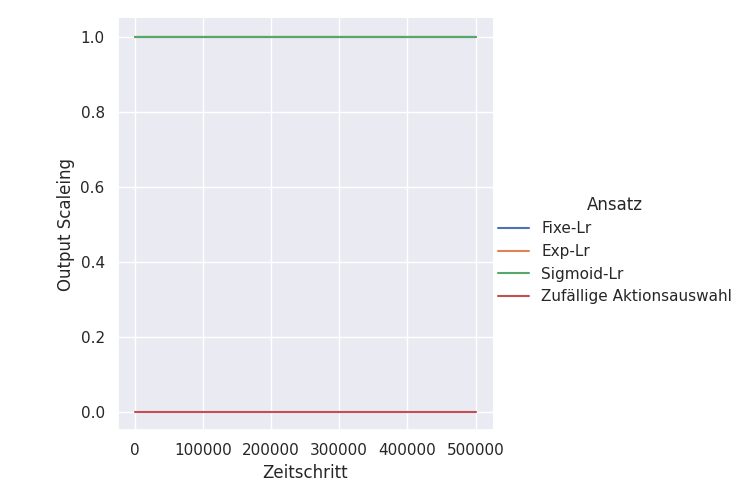 1.0
0.8
0.6
0.4
0.2
0.0
Output Scaleing
0 100000 200000 300000 400000 500000
Zeitschritt
Ansatz
Fixe-Lr
Exp-Lr
Sigmoid-Lr
Zufällige Aktionsauswahl